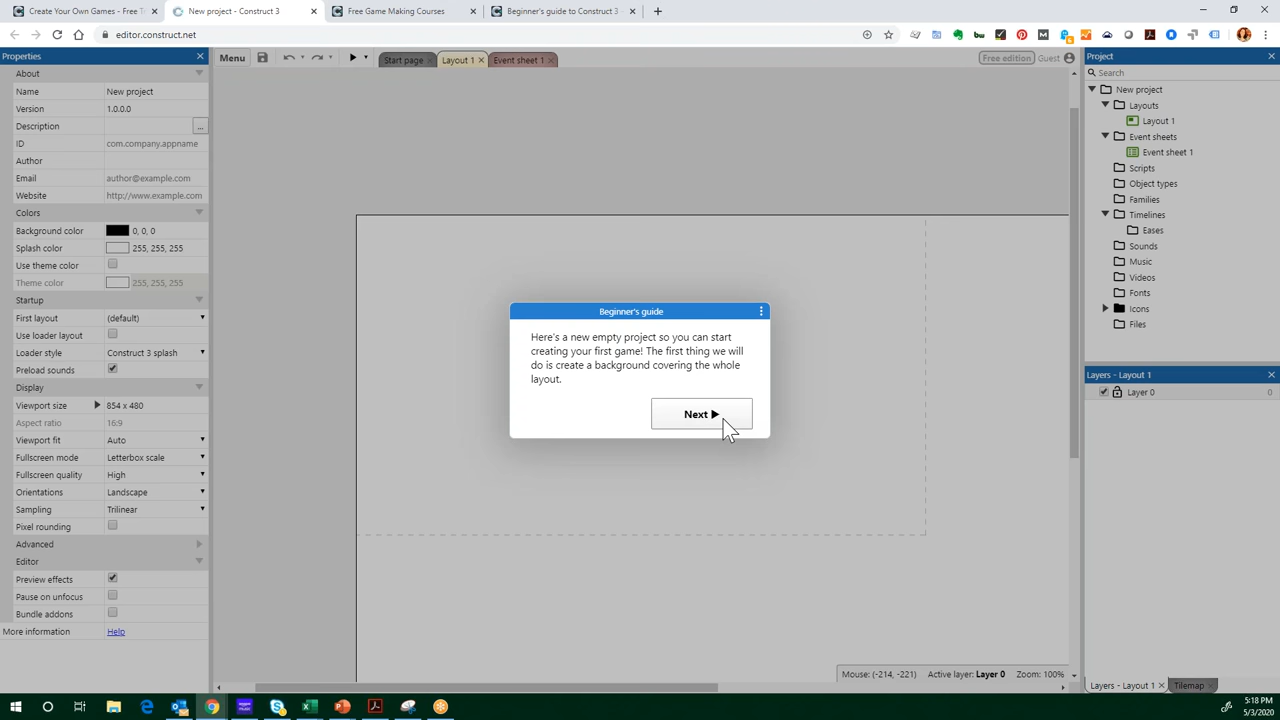 Create Your Own Games - Free T
New project - Construct 3
Free Game Making Courses
Beginner's guide to Construct 3
editor.construct.net
Properties
About
Name New project
Version 1.0.0.0
Description ...
ID com.company.appname
Author
Email author@example.com
Website http://www.example.com
Colors
Background color 0, 0, 0
Splash color 255, 255, 255
Use theme color
Theme color 255, 255, 255
Startup
First layout (default)
Use loader layout
Loader style Construct 3 splash
Preload sounds
Display
Viewport size 854 x 480
Aspect ratio 16:9
Viewport fit Auto
Fullscreen mode Letterbox scale
Fullscreen quality High
Orientations Landscape
Sampling Trilinear
Pixel rounding
Advanced
Editor
Preview effects
Pause on unfocus
Bundle addons
More information Help
Menu
Start page
Layout 1
Event sheet 1
Free edition Guest
Beginner's guide
Here's a new empty project so you can start
creating your first game! The first thing we will
do is create a background covering the whole
layout.
Next
Mouse: (-214, -221) Active layer: Layer 0 Zoom: 100%
Project
Search
New project
Layouts
Layout 1
Event sheets
Event sheet 1
Scripts
Object types
Families
Timelines
Eases
Sounds
Music
Videos
Fonts
Icons
Files
Layers - Layout 1
Layer 0 0
Layers - Layout 1
Tilemap
5:18 PM
5/3/2020